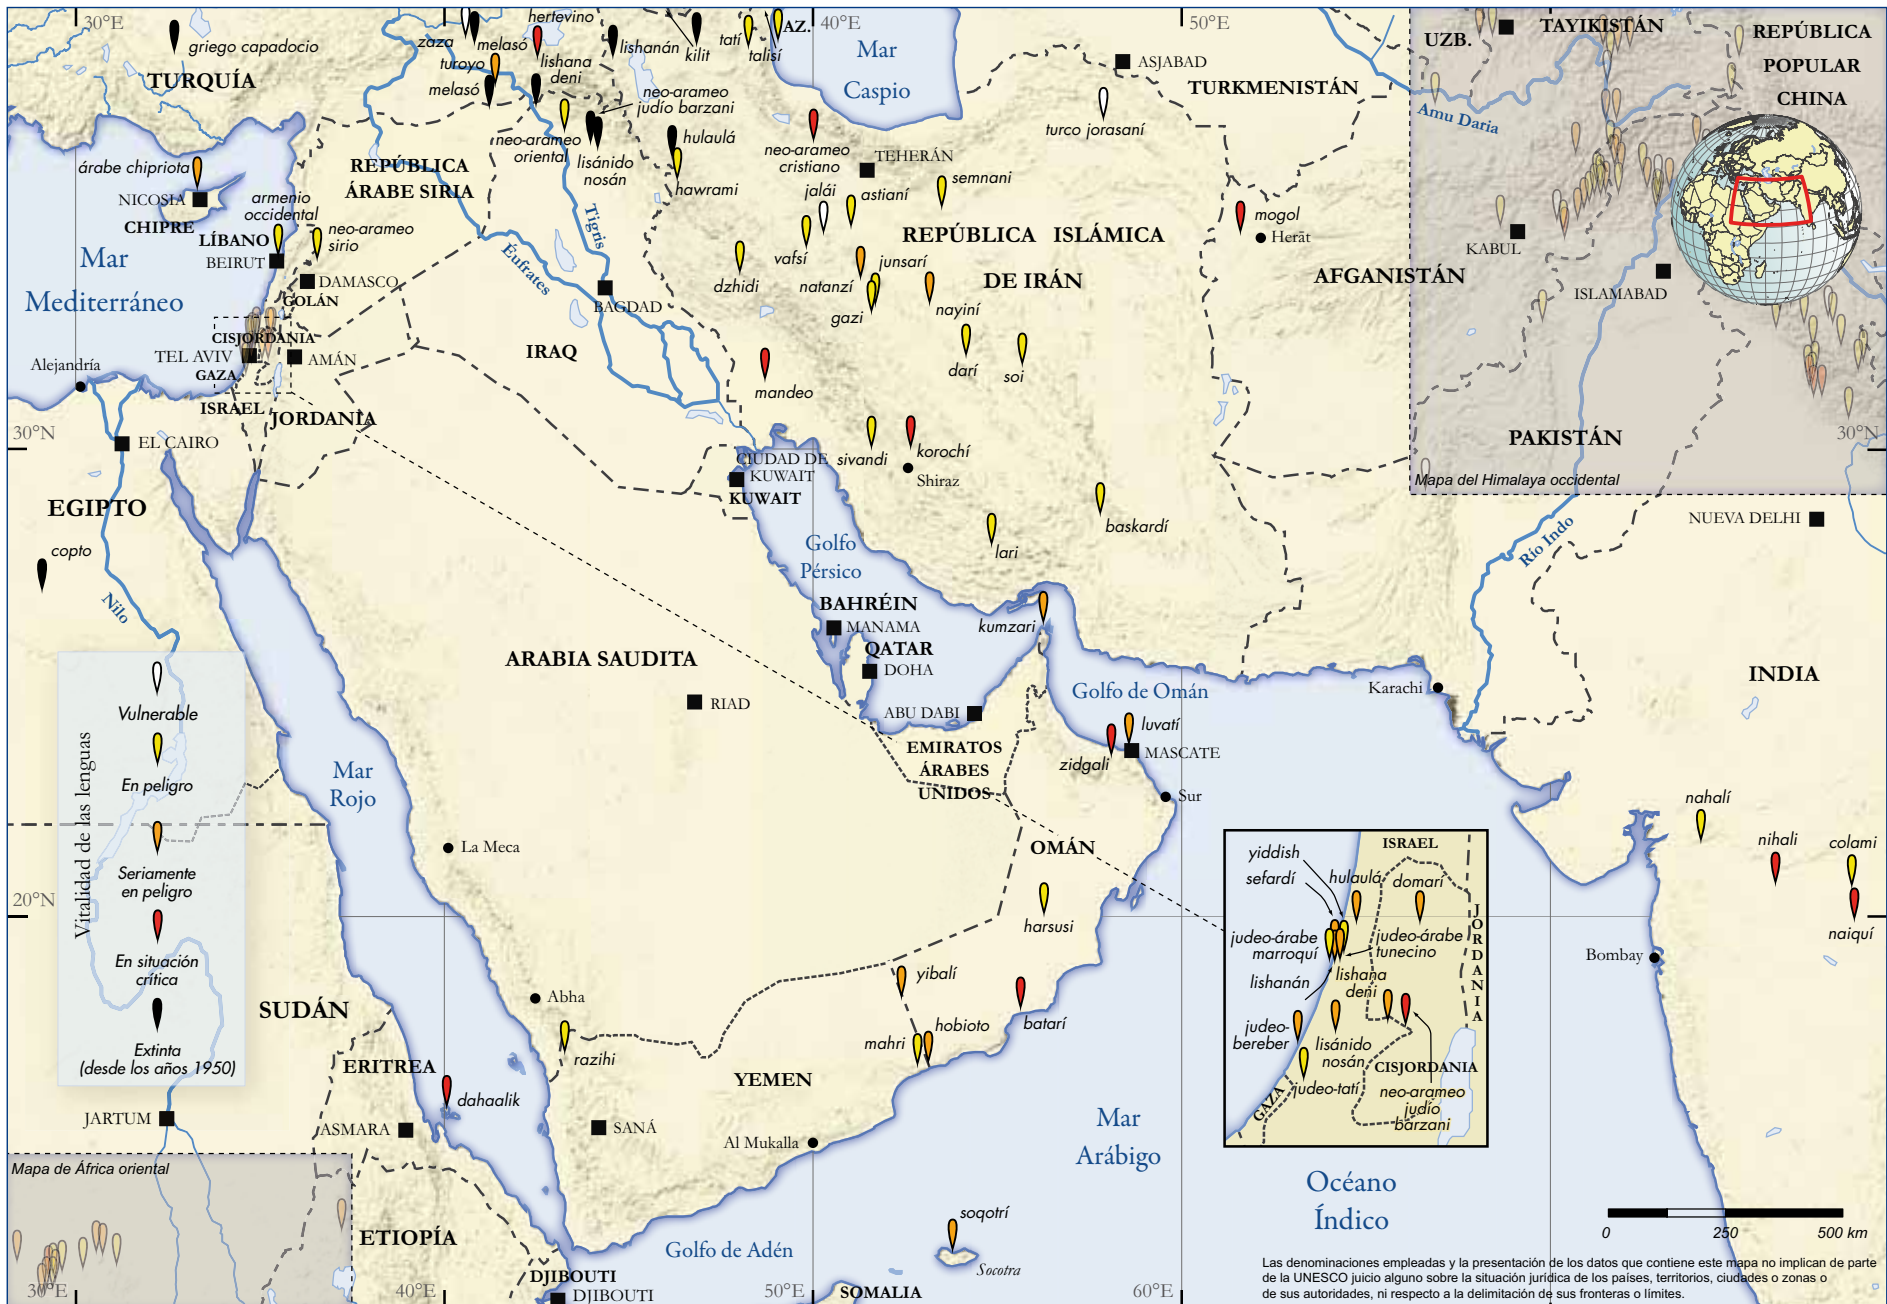 30°E
40°E
50°E
griego capadocio
TURQUÍA
zaza
melasó
hertevino
lishana
deni
turoyo
melasó
lishanán
kilit
tatí
talisí
AZ.
Mar
Caspio
ASJABAD
TURKMENISTÁN
turco jorasaní
UZB.
TAYIKISTÁN
REPÚBLICA
POPULAR
CHINA
Amu Daria
neo-arameo
judío barzani
hulaulá
neo-arameo
oriental
lisánido
nosán
hawrami
neo-arameo
cristiano
TEHERÁN
jalái
astianí
semnani
árabe chipriota
NICOSIA
CHIPRE
REPÚBLICA
ÁRABE SIRIA
armenio
occidental
LÍBANO
BEIRUT
neo-arameo
sirio
DAMASCO
GOLÁN
Mar
Mediterráneo
Tigris
Éufrates
BAGDAD
IRAQ
dzhidi
vafsí
junsarí
natanzí
gazi
nayiní
REPÚBLICA ISLÁMICA
DE IRÁN
mogol
Herāt
AFGANISTÁN
KABUL
ISLAMABAD
CISJORDANIA
TEL AVIV
GAZA
AMÁN
ISRAEL
JORDANIA
Alejandría
mandeo
darí
soi
30°N
EL CAIRO
sivandi
korochí
Shiraz
CIUDAD DE
KUWAIT
KUWAIT
PAKISTÁN
30°N
Mapa del Himalaya occidental
EGIPTO
copto
Nilo
Golfo
Pérsico
lari
baskardí
NUEVA DELHI
Río Indo
BAHRÉIN
MANAMA
QATAR
DOHA
kumzari
ARABIA SAUDITA
RIAD
ABU DABI
Golfo de Omán
Karachi
INDIA
Vitalidad de las lenguas
Vulnerable
En peligro
Seriamente
en peligro
En situación
crítica
Extinta
(desde los años 1950)
Mar
Rojo
EMIRATOS
ÁRABES
UNIDOS
luvatí
zidgali
MASCATE
Sur
La Meca
OMÁN
harsusi
nahalí
nihali
colami
naiquí
Bombay
20°N
yiddish
sefardí
hulaulá
ISRAEL
domarí
judeo-árabe
marroquí
judeo-árabe
tunecino
lishanán
lishana
deni
judeo-
bereber
lisánido
nosán
CISJORDANIA
judeo-tatí
neo-arameo
judío
barzani
GAZA
JORDANIA
Abha
yibalí
batarí
mahri
hobioto
razihi
SUDÁN
ERITREA
dahaalik
YEMEN
JARTUM
ASMARA
SANÁ
Al Mukalla
Mar
Arábigo
Mapa de África oriental
ETIOPÍA
soqotrí
Socotra
Golfo de Adén
Océano
Índico
0 250 500 km
DJIBOUTI
DJIBOUTI
SOMALIA
30°E
40°E
50°E
60°E
Las denominaciones empleadas y la presentación de los datos que contiene este mapa no implican de parte
de la UNESCO juicio alguno sobre la situación jurídica de los países, territorios, ciudades o zonas o
de sus autoridades, ni respecto a la delimitación de sus fronteras o límites.